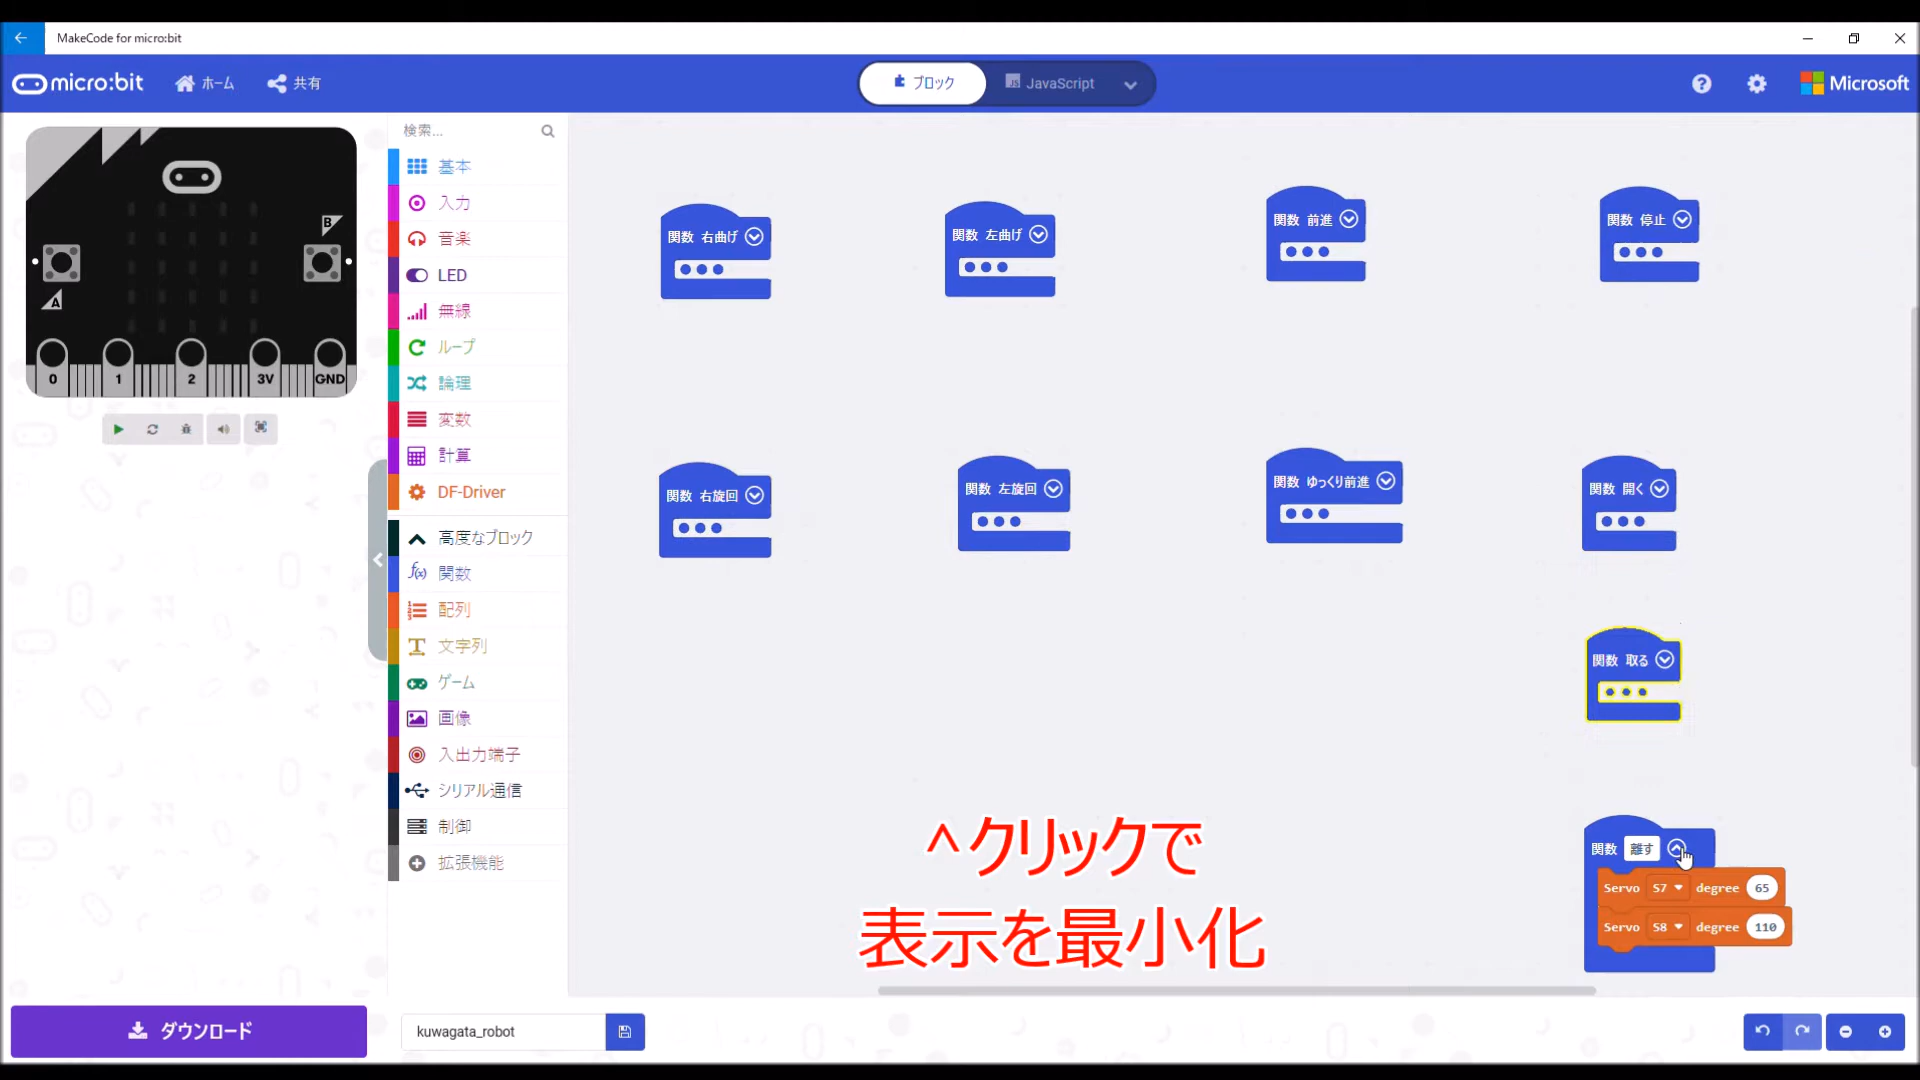 MakeCode for micro:bit
micro:bit
ホーム
共有
ブロック
JavaScript
Microsoft
検索...
基本
入力
音楽
LED
無線
ループ
論理
変数
計算
DF-Driver
高度なブロック
関数
配列
文字列
ゲーム
画像
入出力端子
シリアル通信
制御
拡張機能
B
A
0 1 2 3V GND
関数 右曲げ
関数 左曲げ
関数 前進
関数 停止
関数 右旋回
関数 左旋回
関数 ゆっくり前進
関数 開く
関数 取る
関数 離す
Servo S7 degree 65
Servo S8 degree 110
^クリックで
表示を最小化
ダウンロード
kuwagata_robot